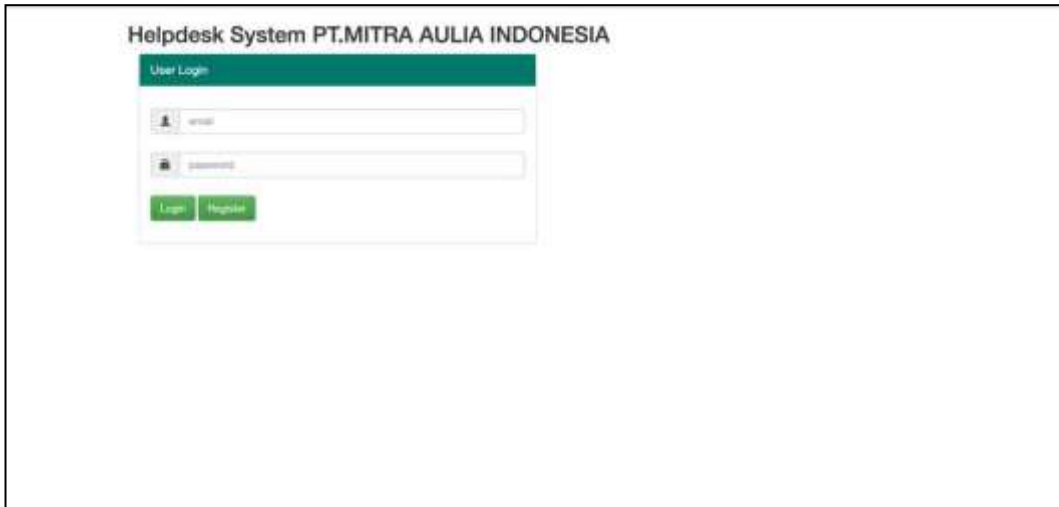 Helpdesk System PT.MITRA AULIA INDONESIA
User Login
email
password
Login Register